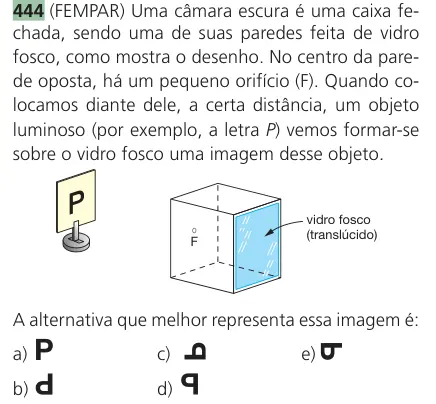 444 (FEMPAR) Uma câmara escura é uma caixa fe-
chada, sendo uma de suas paredes feita de vidro
fosco, como mostra o desenho. No centro da pare-
de oposta, há um pequeno orifício (F). Quando co-
locamos diante dele, a certa distância, um objeto
luminoso (por exemplo, a letra P) vemos formar-se
sobre o vidro fosco uma imagem desse objeto.
P
F
vidro fosco
(translúcido)
A alternativa que melhor representa essa imagem é:
a) P
c)
e)
b) d
d) q